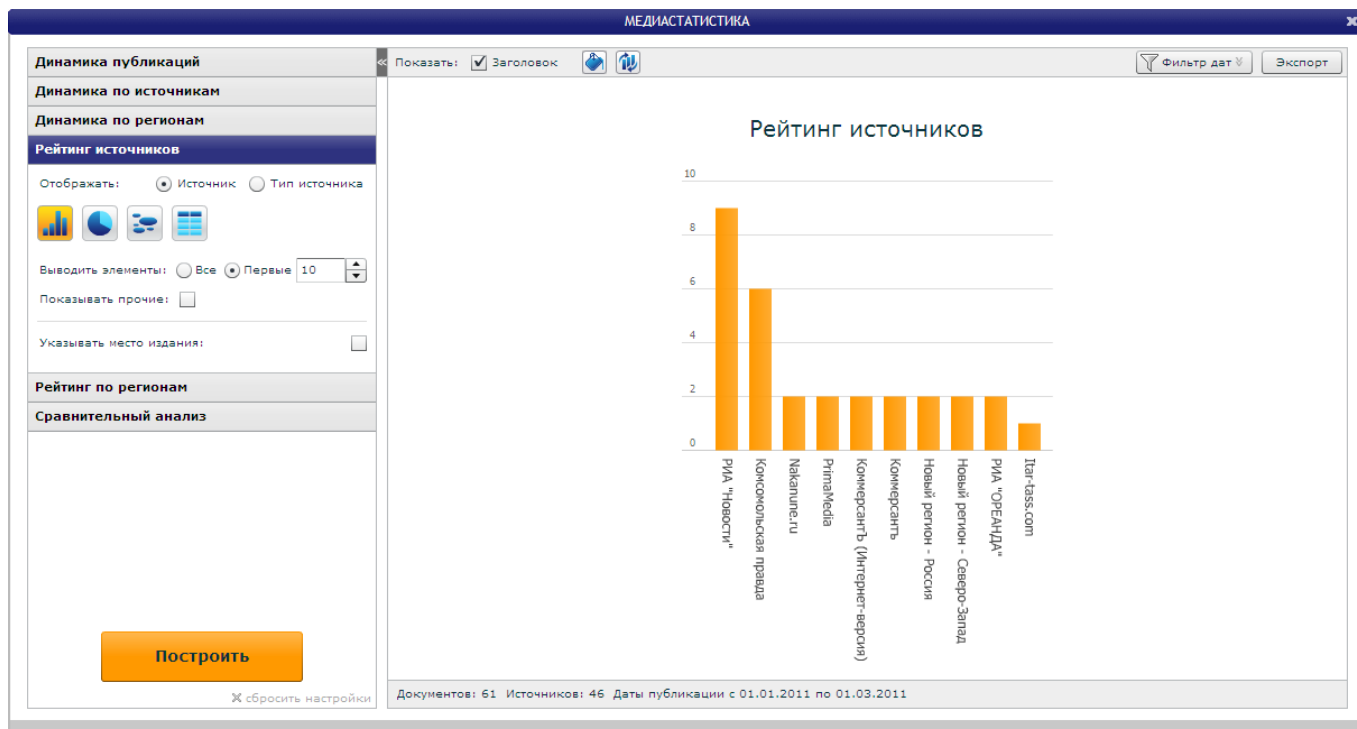 МЕДИАСТАТИСТИКА
Динамика публикаций
Динамика по источникам
Динамика по регионам
Рейтинг источников
Отображать: Источник Тип источника
Выводить элементы: Все Первые 10
Показывать прочие:
Указывать место издания:
Рейтинг по регионам
Сравнительный анализ
Построить
сбросить настройки
« Показать: Заголовок Фильтр дат Экспорт
Рейтинг источников
10
8
6
4
2
0
РИА "Новости"
Комсомольская правда
Nakanune.ru
PrimaMedia
КоммерсантЪ (Интернет-версия)
КоммерсантЪ
Новый регион - Россия
Новый регион - Северо-Запад
РИА "ОРЕАНДА"
Itar-tass.com
Документов: 61 Источников: 46 Даты публикации с 01.01.2011 по 01.03.2011